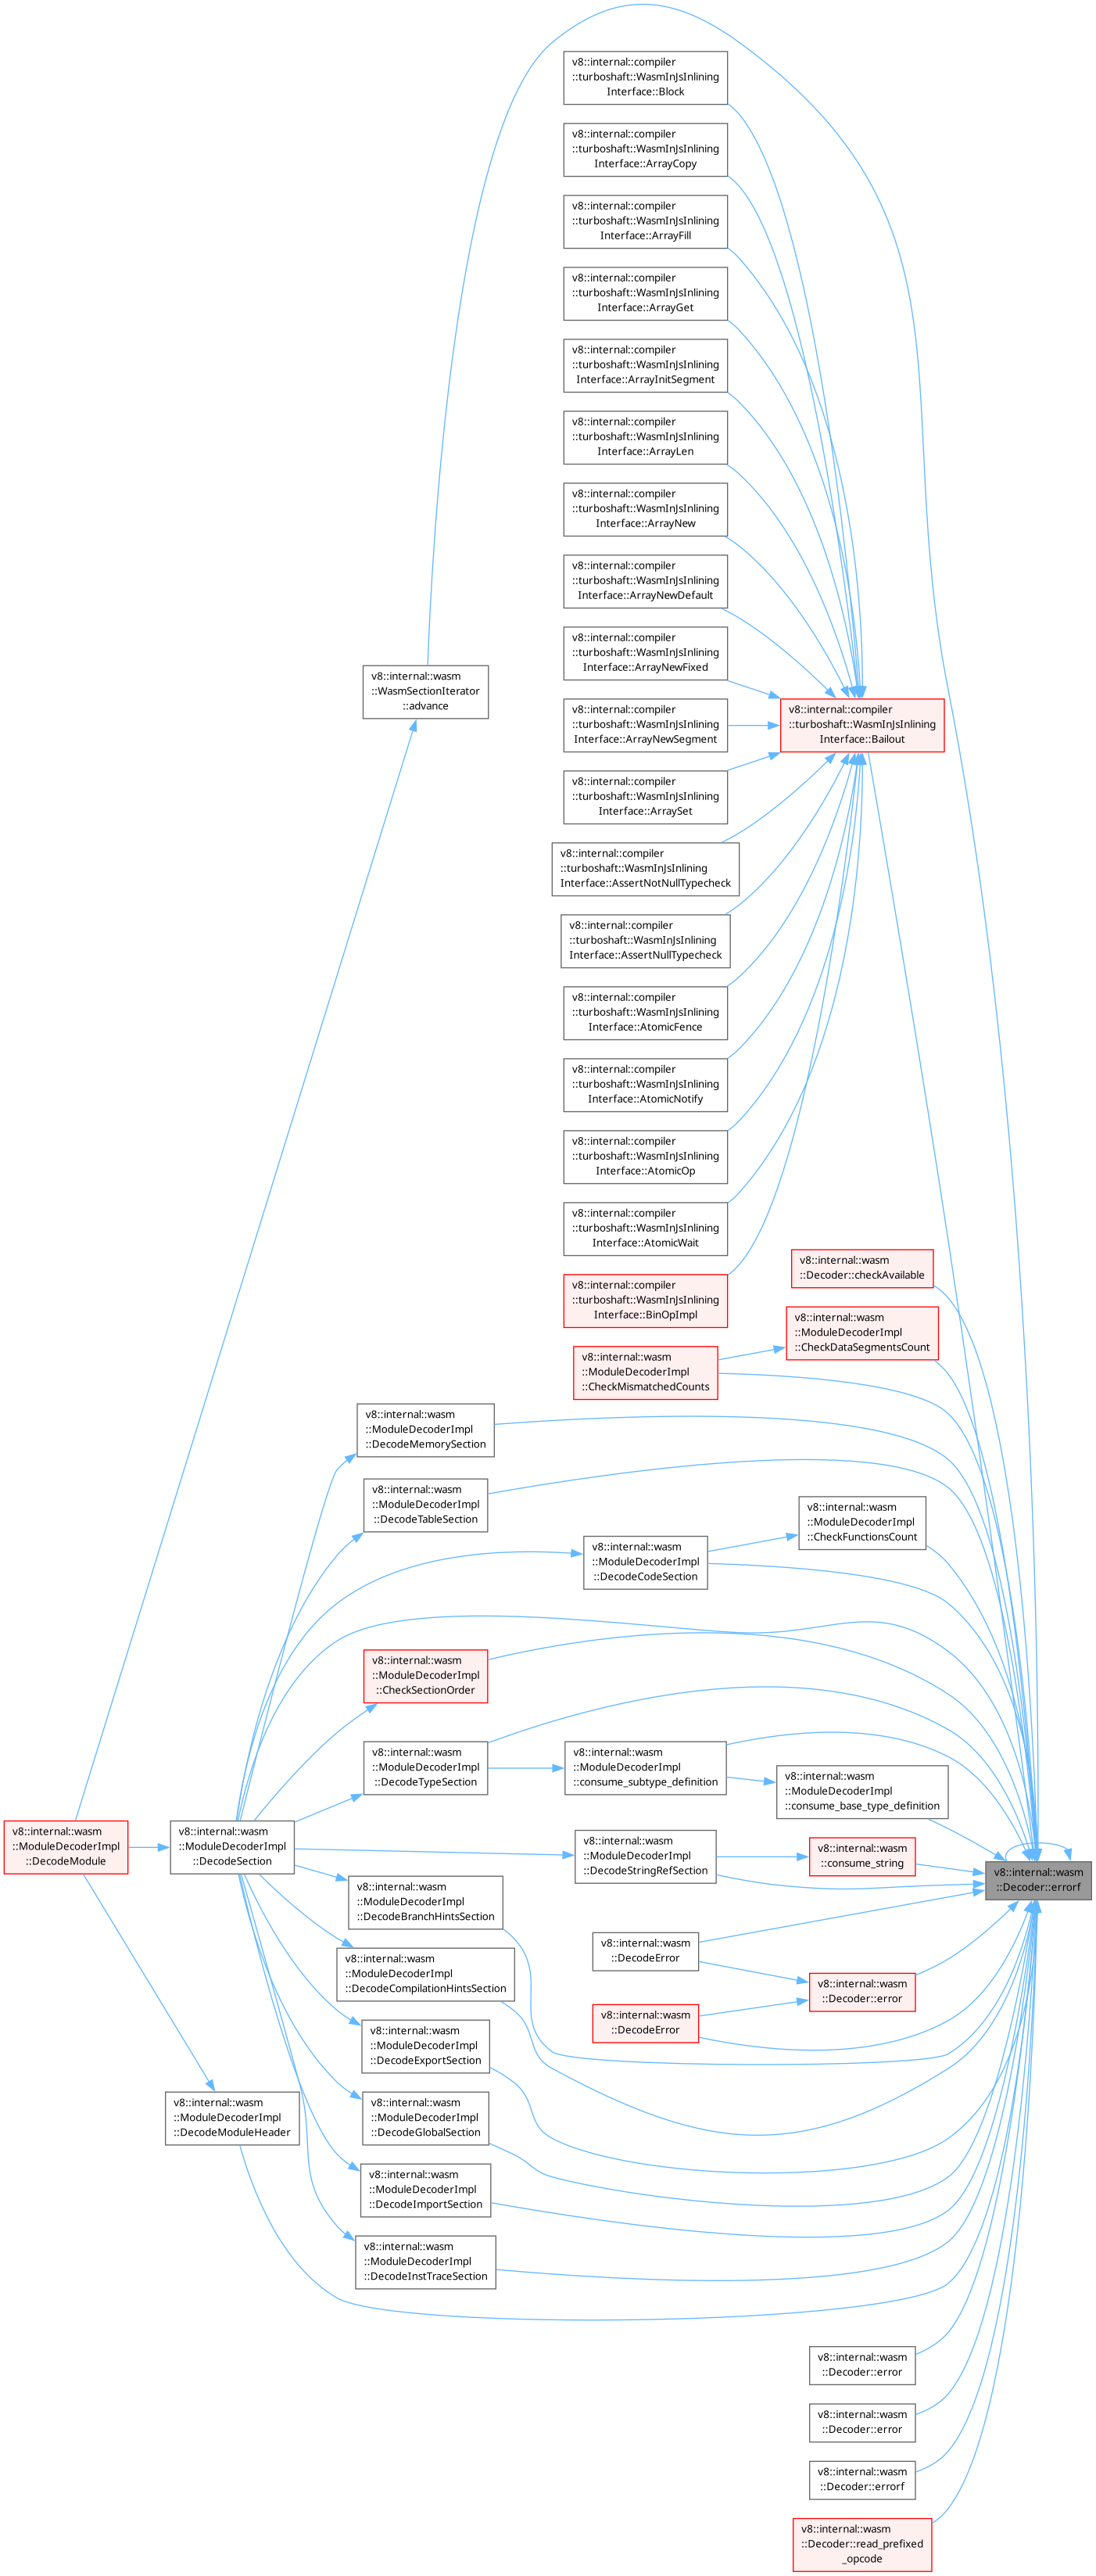 v8::internal::compiler
::turboshaft::WasmInJsInlining
Interface::Block
v8::internal::compiler
::turboshaft::WasmInJsInlining
Interface::ArrayCopy
v8::internal::compiler
::turboshaft::WasmInJsInlining
Interface::ArrayFill
v8::internal::compiler
::turboshaft::WasmInJsInlining
Interface::ArrayGet
v8::internal::compiler
::turboshaft::WasmInJsInlining
Interface::ArrayInitSegment
v8::internal::compiler
::turboshaft::WasmInJsInlining
Interface::ArrayLen
v8::internal::compiler
::turboshaft::WasmInJsInlining
Interface::ArrayNew
v8::internal::compiler
::turboshaft::WasmInJsInlining
Interface::ArrayNewDefault
v8::internal::compiler
::turboshaft::WasmInJsInlining
Interface::ArrayNewFixed
v8::internal::wasm
::WasmSectionIterator
::advance
v8::internal::compiler
::turboshaft::WasmInJsInlining
Interface::ArrayNewSegment
v8::internal::compiler
::turboshaft::WasmInJsInlining
Interface::Bailout
v8::internal::compiler
::turboshaft::WasmInJsInlining
Interface::ArraySet
v8::internal::compiler
::turboshaft::WasmInJsInlining
Interface::AssertNotNullTypecheck
v8::internal::compiler
::turboshaft::WasmInJsInlining
Interface::AssertNullTypecheck
v8::internal::compiler
::turboshaft::WasmInJsInlining
Interface::AtomicFence
v8::internal::compiler
::turboshaft::WasmInJsInlining
Interface::AtomicNotify
v8::internal::compiler
::turboshaft::WasmInJsInlining
Interface::AtomicOp
v8::internal::compiler
::turboshaft::WasmInJsInlining
Interface::AtomicWait
v8::internal::wasm
::Decoder::checkAvailable
v8::internal::compiler
::turboshaft::WasmInJsInlining
Interface::BinOpImpl
v8::internal::wasm
::ModuleDecoderImpl
::CheckDataSegmentsCount
v8::internal::wasm
::ModuleDecoderImpl
::CheckMismatchedCounts
v8::internal::wasm
::ModuleDecoderImpl
::DecodeMemorySection
v8::internal::wasm
::ModuleDecoderImpl
::DecodeTableSection
v8::internal::wasm
::ModuleDecoderImpl
::CheckFunctionsCount
v8::internal::wasm
::ModuleDecoderImpl
::DecodeCodeSection
v8::internal::wasm
::ModuleDecoderImpl
::CheckSectionOrder
v8::internal::wasm
::ModuleDecoderImpl
::DecodeTypeSection
v8::internal::wasm
::ModuleDecoderImpl
::consume_subtype_definition
v8::internal::wasm
::ModuleDecoderImpl
::consume_base_type_definition
v8::internal::wasm
::ModuleDecoderImpl
::DecodeModule
v8::internal::wasm
::ModuleDecoderImpl
::DecodeSection
v8::internal::wasm
::ModuleDecoderImpl
::DecodeStringRefSection
v8::internal::wasm
::consume_string
v8::internal::wasm
::Decoder::errorf
v8::internal::wasm
::ModuleDecoderImpl
::DecodeBranchHintsSection
v8::internal::wasm
::DecodeError
v8::internal::wasm
::ModuleDecoderImpl
::DecodeCompilationHintsSection
v8::internal::wasm
::Decoder::error
v8::internal::wasm
::DecodeError
v8::internal::wasm
::ModuleDecoderImpl
::DecodeExportSection
v8::internal::wasm
::ModuleDecoderImpl
::DecodeModuleHeader
v8::internal::wasm
::ModuleDecoderImpl
::DecodeGlobalSection
v8::internal::wasm
::ModuleDecoderImpl
::DecodeImportSection
v8::internal::wasm
::ModuleDecoderImpl
::DecodeInstTraceSection
v8::internal::wasm
::Decoder::error
v8::internal::wasm
::Decoder::error
v8::internal::wasm
::Decoder::errorf
v8::internal::wasm
::Decoder::read_prefixed
_opcode